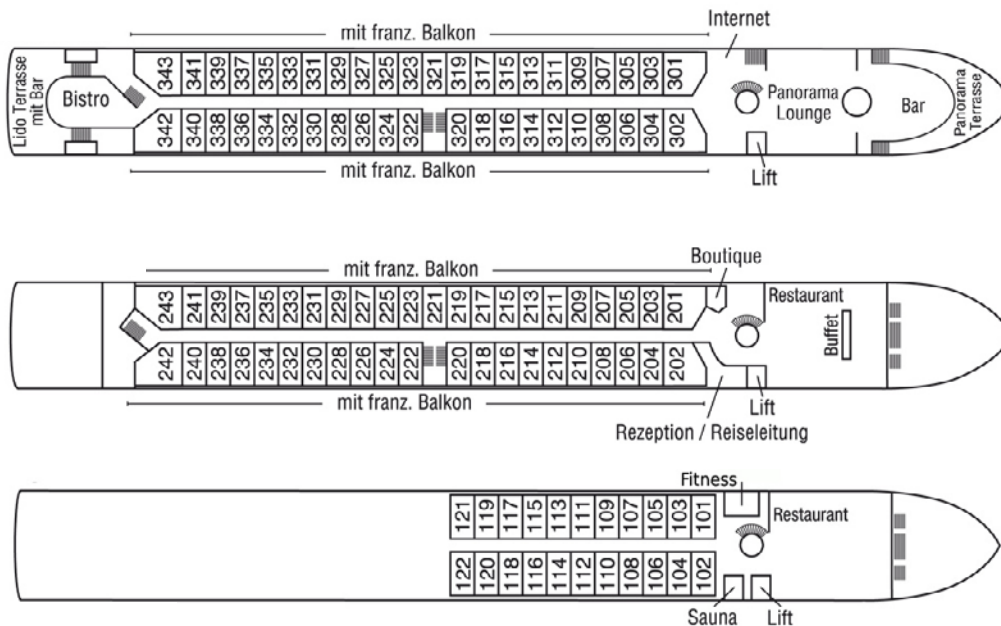 mit franz. Balkon
Internet
343 341 339 337 335 333 331 329 327 325 323 321 319 317 315 313 311 309 307 305 303 301
Lido Terrasse
mit Bar
Bistro
Panorama
Lounge
Bar
Panorama
Terrasse
342 340 338 336 334 332 330 328 326 324 322 320 318 316 314 312 310 308 306 304 302
mit franz. Balkon
Lift
mit franz. Balkon
Boutique
243 241 239 237 235 233 231 229 227 225 223 221 219 217 215 213 211 209 207 205 203 201
Restaurant
Buffet
242 240 238 236 234 232 230 228 226 224 222 220 218 216 214 212 210 208 206 204 202
mit franz. Balkon
Lift
Rezeption / Reiseleitung
Fitness
121 119 117 115 113 111 109 107 105 103 101
Restaurant
122 120 118 116 114 112 110 108 106 104 102
Sauna
Lift